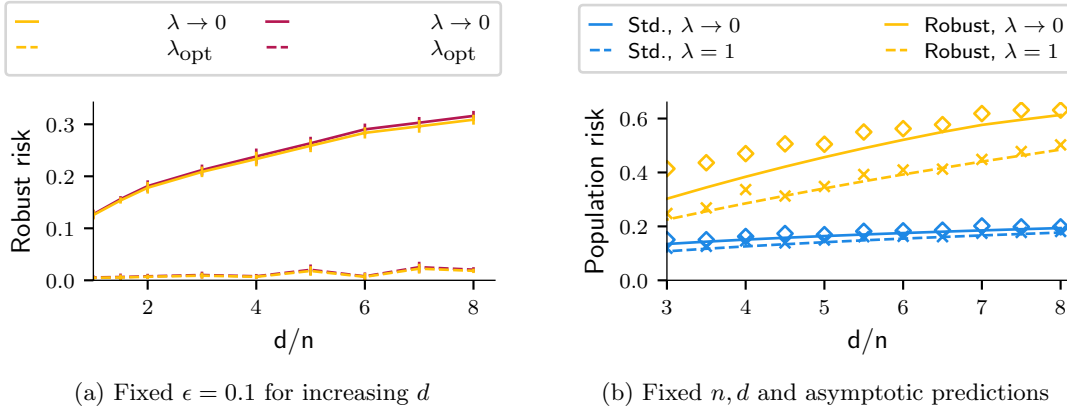 λ → 0 λ → 0
λopt λopt
Robust risk
0.3
0.2
0.1
0.0
2 4 6 8
d/n
(a) Fixed ϵ = 0.1 for increasing d
Std., λ → 0 Robust, λ → 0
Std., λ = 1 Robust, λ = 1
Population risk
0.6
0.4
0.2
0.0
3 4 5 6 7 8
d/n
(b) Fixed n, d and asymptotic predictions